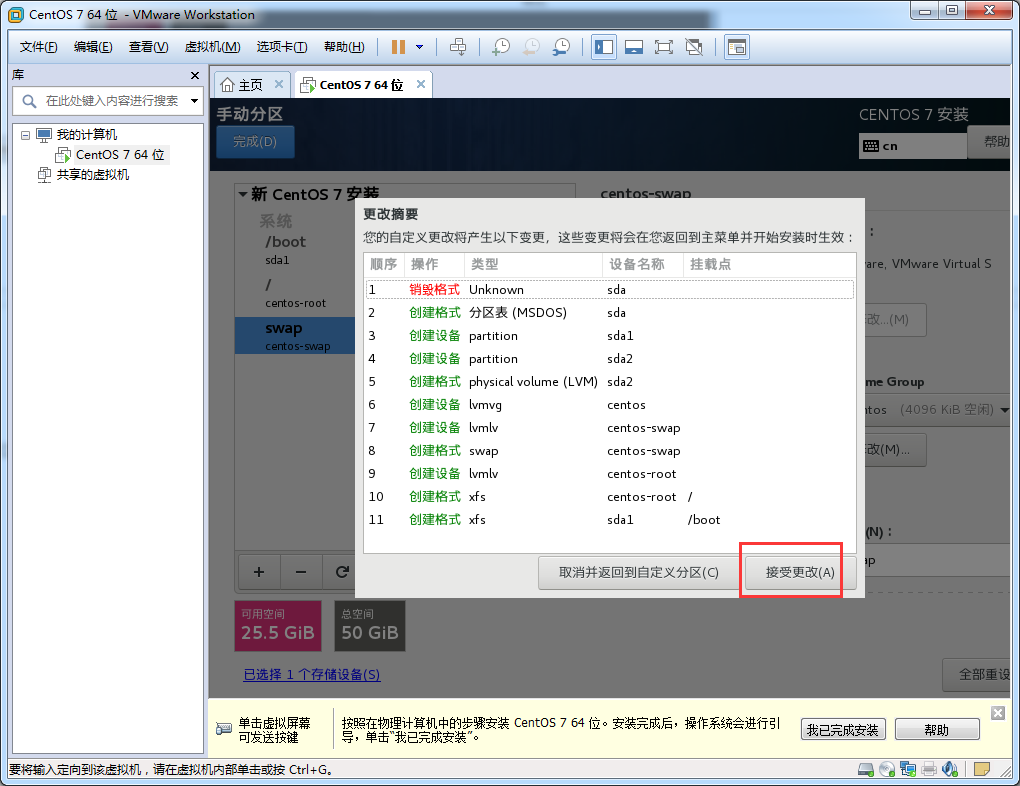 CentOS 7 64 位 - VMware Workstation
文件(F) 编辑(E) 查看(V) 虚拟机(M) 选项卡(T) 帮助(H)
库
在此处键入内容进行搜索
我的计算机
CentOS 7 64 位
共享的虚拟机
主页 CentOS 7 64 位
手动分区
完成(D)
CENTOS 7 安装
cn
帮助
新 CentOS 7 安装
系统
/boot
sda1
/
centos-root
swap
centos-swap
centos-swap
:
are, VMware Virtual S
改...(M)
me Group
ntos (4096 KiB 空闲)
改(M)...
(N):
ap
更改摘要
您的自定义更改将产生以下变更，这些变更将会在您返回到主菜单并开始安装时生效：
顺序 操作 类型 设备名称 挂载点
1 销毁格式 Unknown sda
2 创建格式 分区表 (MSDOS) sda
3 创建设备 partition sda1
4 创建设备 partition sda2
5 创建格式 physical volume (LVM) sda2
6 创建设备 lvmvg centos
7 创建设备 lvmlv centos-swap
8 创建格式 swap centos-swap
9 创建设备 lvmlv centos-root
10 创建格式 xfs centos-root /
11 创建格式 xfs sda1 /boot
取消并返回到自定义分区(C) 接受更改(A)
可用空间
25.5 GiB
总空间
50 GiB
已选择 1 个存储设备(S)
全部重设
单击虚拟屏幕
可发送按键
按照在物理计算机中的步骤安装 CentOS 7 64 位。安装完成后，操作系统会进行引
导，单击“我已完成安装”。
我已完成安装 帮助
要将输入定向到该虚拟机，请在虚拟机内部单击或按 Ctrl+G。